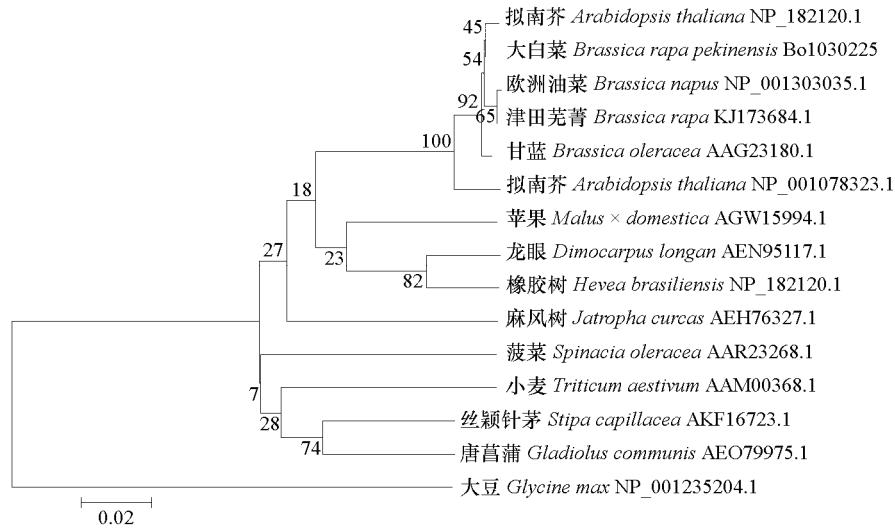 拟南芥 Arabidopsis thaliana NP_182120.1
45
大白菜 Brassica rapa pekinensis Bo1030225
54
欧洲油菜 Brassica napus NP_001303035.1
92
65
津田芜菁 Brassica rapa KJ173684.1
100
甘蓝 Brassica oleracea AAG23180.1
拟南芥 Arabidopsis thaliana NP_001078323.1
18
苹果 Malus × domestica AGW15994.1
27
23
龙眼 Dimocarpus longan AEN95117.1
82
橡胶树 Hevea brasiliensis NP_182120.1
麻风树 Jatropha curcas AEH76327.1
菠菜 Spinacia oleracea AAR23268.1
7
小麦 Triticum aestivum AAM00368.1
28
丝颖针茅 Stipa capillacea AKF16723.1
74
唐菖蒲 Gladiolus communis AEO79975.1
大豆 Glycine max NP_001235204.1
0.02